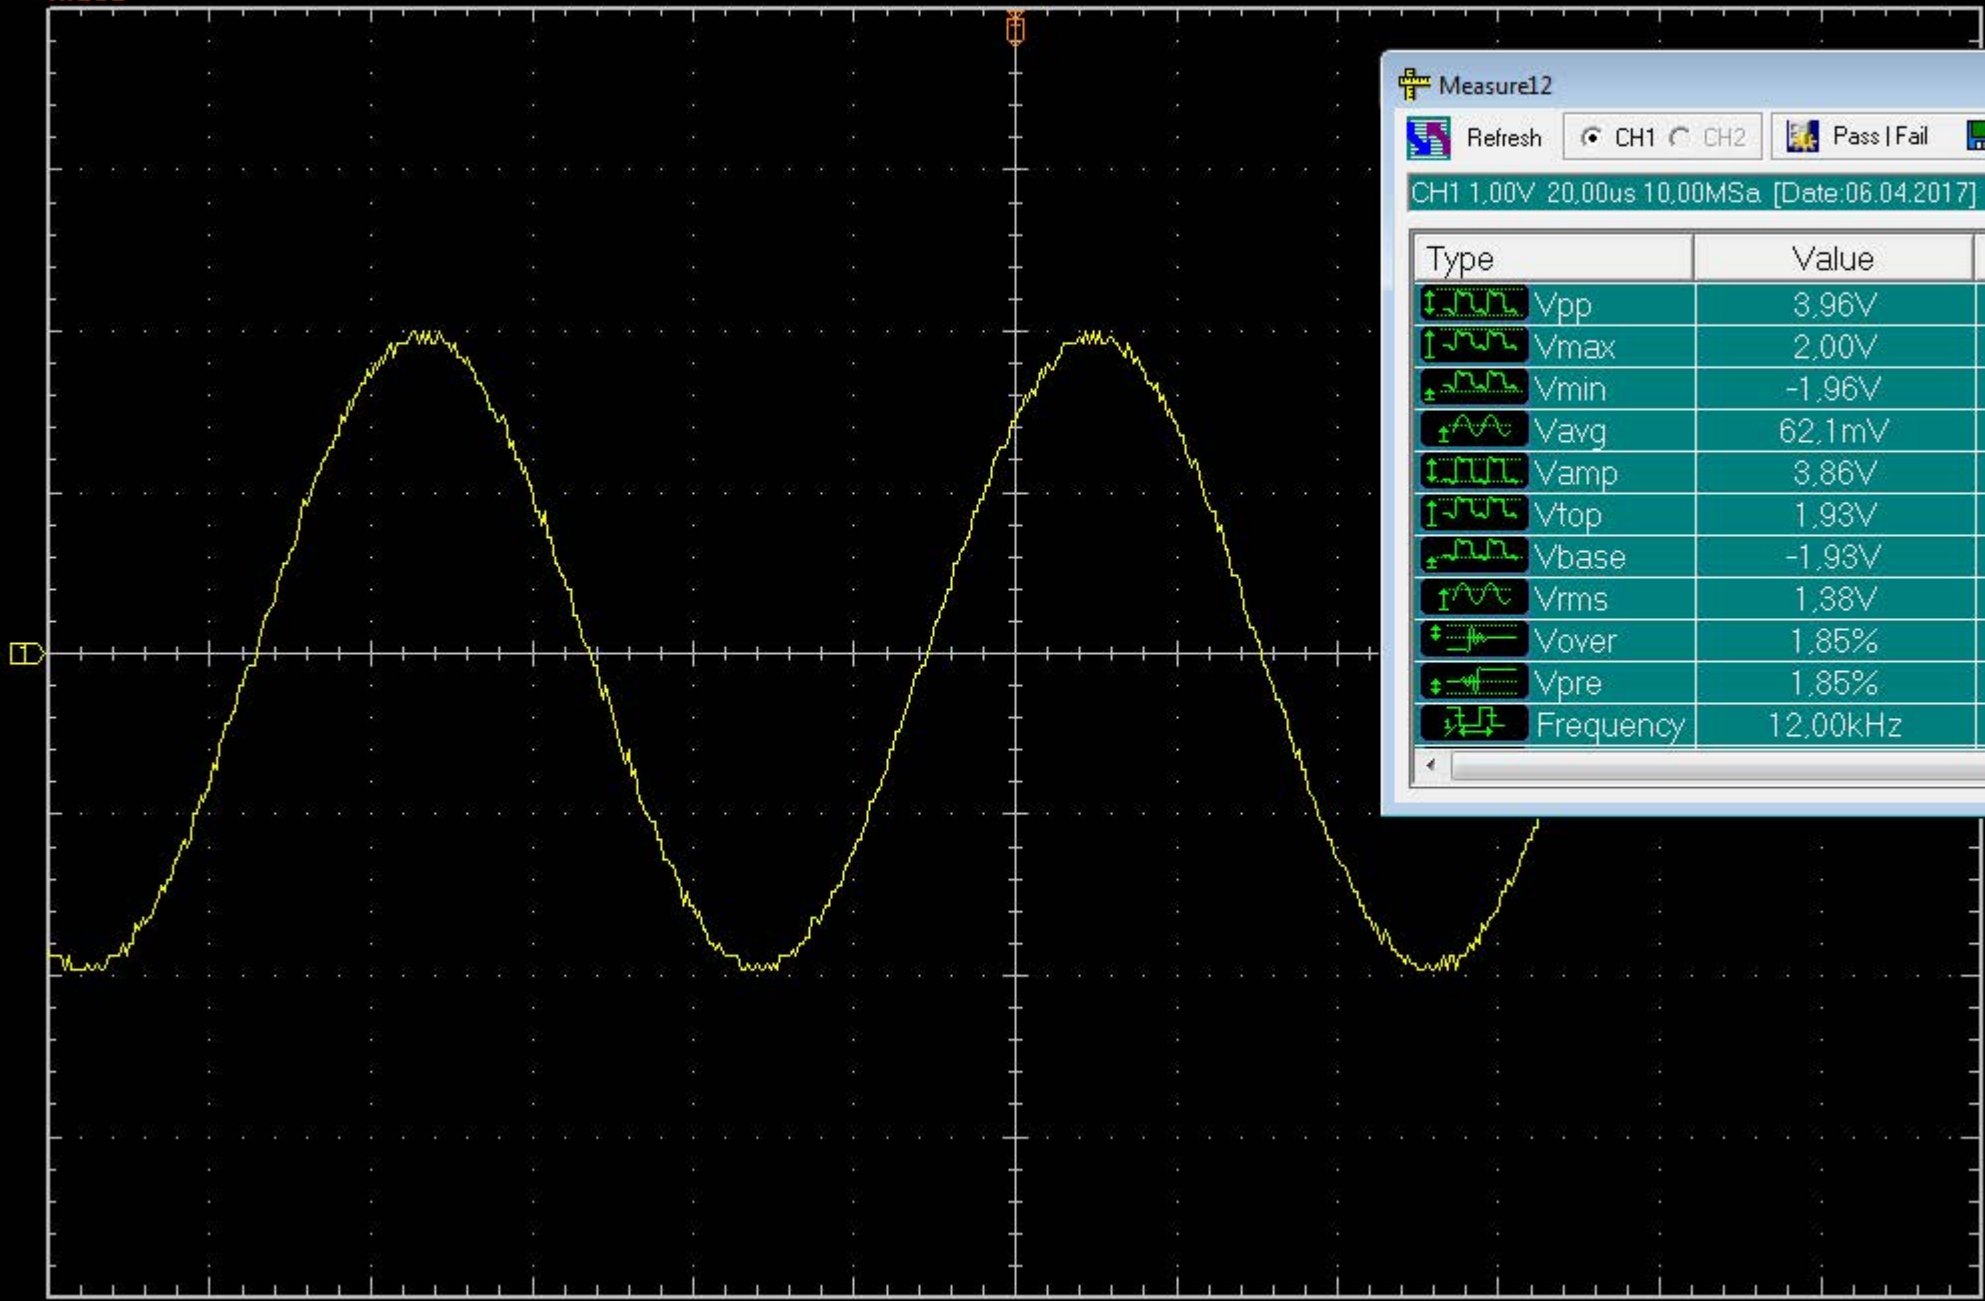 Measure12
Refresh CH1 CH2 Pass | Fail
CH1 1,00V 20,00us 10,00MSa [Date:06.04.2017]
Type Value
Vpp 3,96V
Vmax 2,00V
Vmin -1,96V
Vavg 62,1mV
Vamp 3,86V
Vtop 1,93V
Vbase -1,93V
Vrms 1,38V
Vover 1,85%
Vpre 1,85%
Frequency 12,00kHz
1